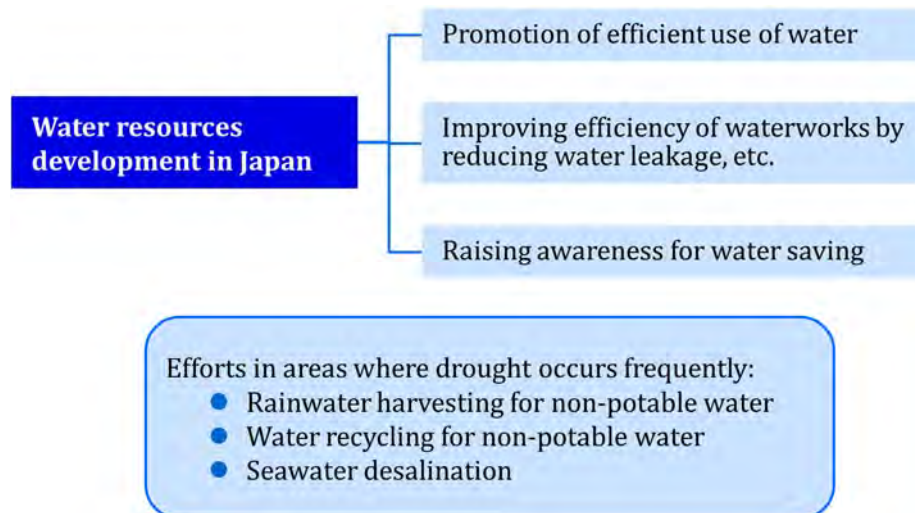 Promotion of efficient use of water
Water resources
development in Japan
Improving efficiency of waterworks by
reducing water leakage, etc.
Raising awareness for water saving
Efforts in areas where drought occurs frequently:
● Rainwater harvesting for non-potable water
● Water recycling for non-potable water
● Seawater desalination